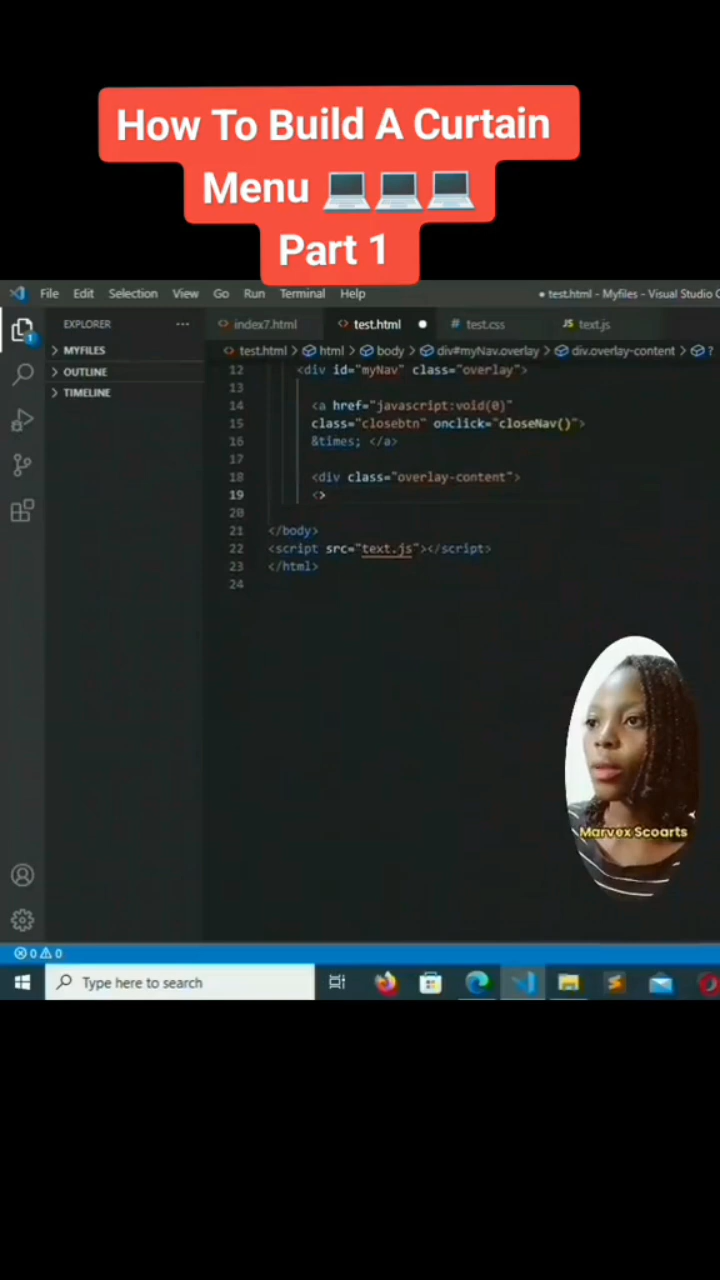 How To Build A Curtain
Menu 💻💻💻
Part 1
File Edit Selection View Go Run Terminal Help
● test.html - Myfiles - Visual Studio C
EXPLORER ···
index7.html
test.html
# test.css
JS text.js
1
MYFILES
OUTLINE
TIMELINE
test.html > html > body > div#myNav.overlay > div.overlay-content > ?
12 <div id="myNav" class="overlay">
13
14 <a href="javascript:void(0)"
15 class="closebtn" onclick="closeNav()">
16 &times; </a>
17
18 <div class="overlay-content">
19 <>
20
21 </body>
22 <script src="text.js"></script>
23 </html>
24
Marvex Scoarts
0 0
Type here to search